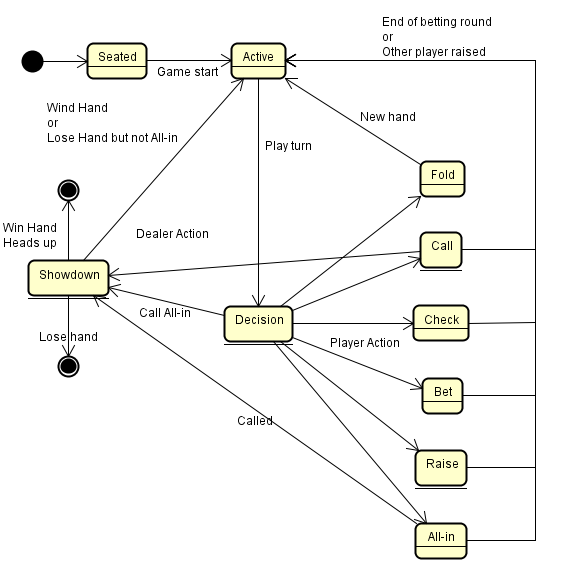 End of betting round
or
Other player raised
Seated
Active
Game start
Wind Hand
or
Lose Hand but not All-in
New hand
Play turn
Fold
Win Hand
Heads up
Dealer Action
Call
Showdown
Call All-in
Decision
Check
Lose hand
Player Action
Bet
Called
Raise
All-in